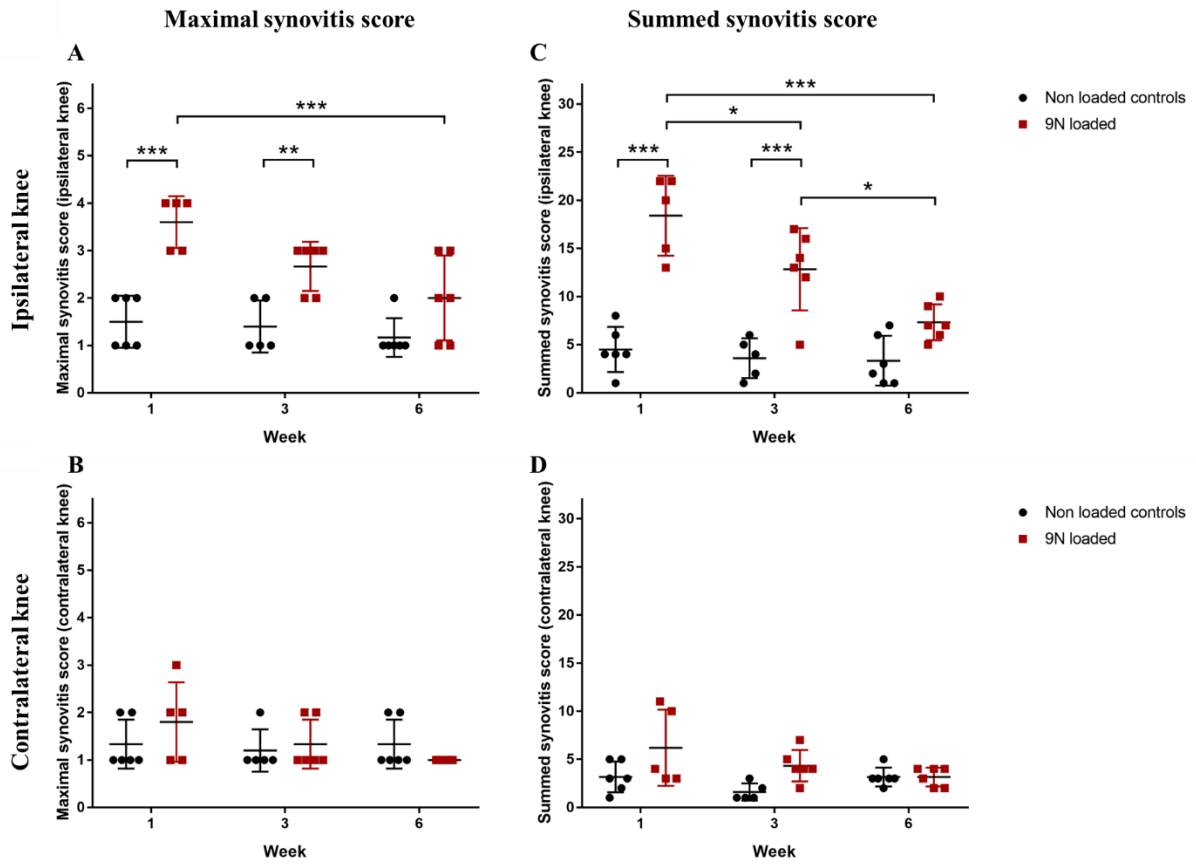 Maximal synovitis score
Summed synovitis score
Ipsilateral knee
Contralateral knee
A
Maximal synovitis score (ipsilateral knee)
6
5
4
3
2
1
0
***
***
**
1
3
6
Week
C
Summed synovitis score (ipsilateral knee)
30
25
20
15
10
5
0
***
*
***
***
*
1
3
6
Week
Non loaded controls
9N loaded
B
Maximal synovitis score (contralateral knee)
6
5
4
3
2
1
0
1
3
6
Week
D
Summed synovitis score (contralateral knee)
30
25
20
15
10
5
0
1
3
6
Week
Non loaded controls
9N loaded